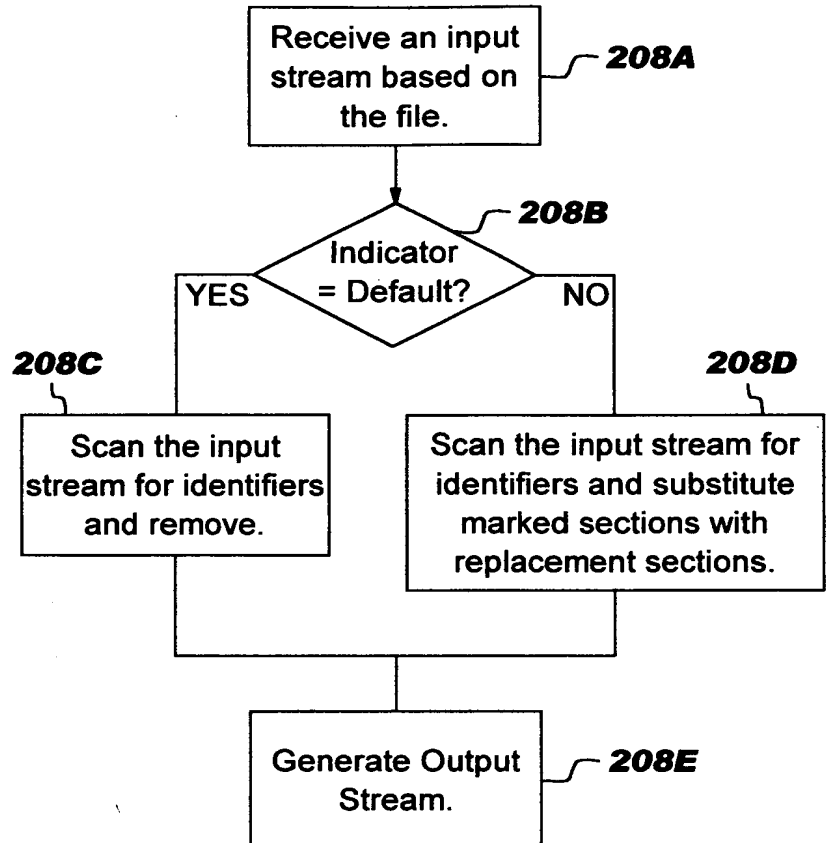 Receive an input
stream based on
the file.
208A
208B
Indicator
= Default?
YES
NO
208C
208D
Scan the input
stream for identifiers
and remove.
Scan the input stream for
identifiers and substitute
marked sections with
replacement sections.
Generate Output
Stream.
208E